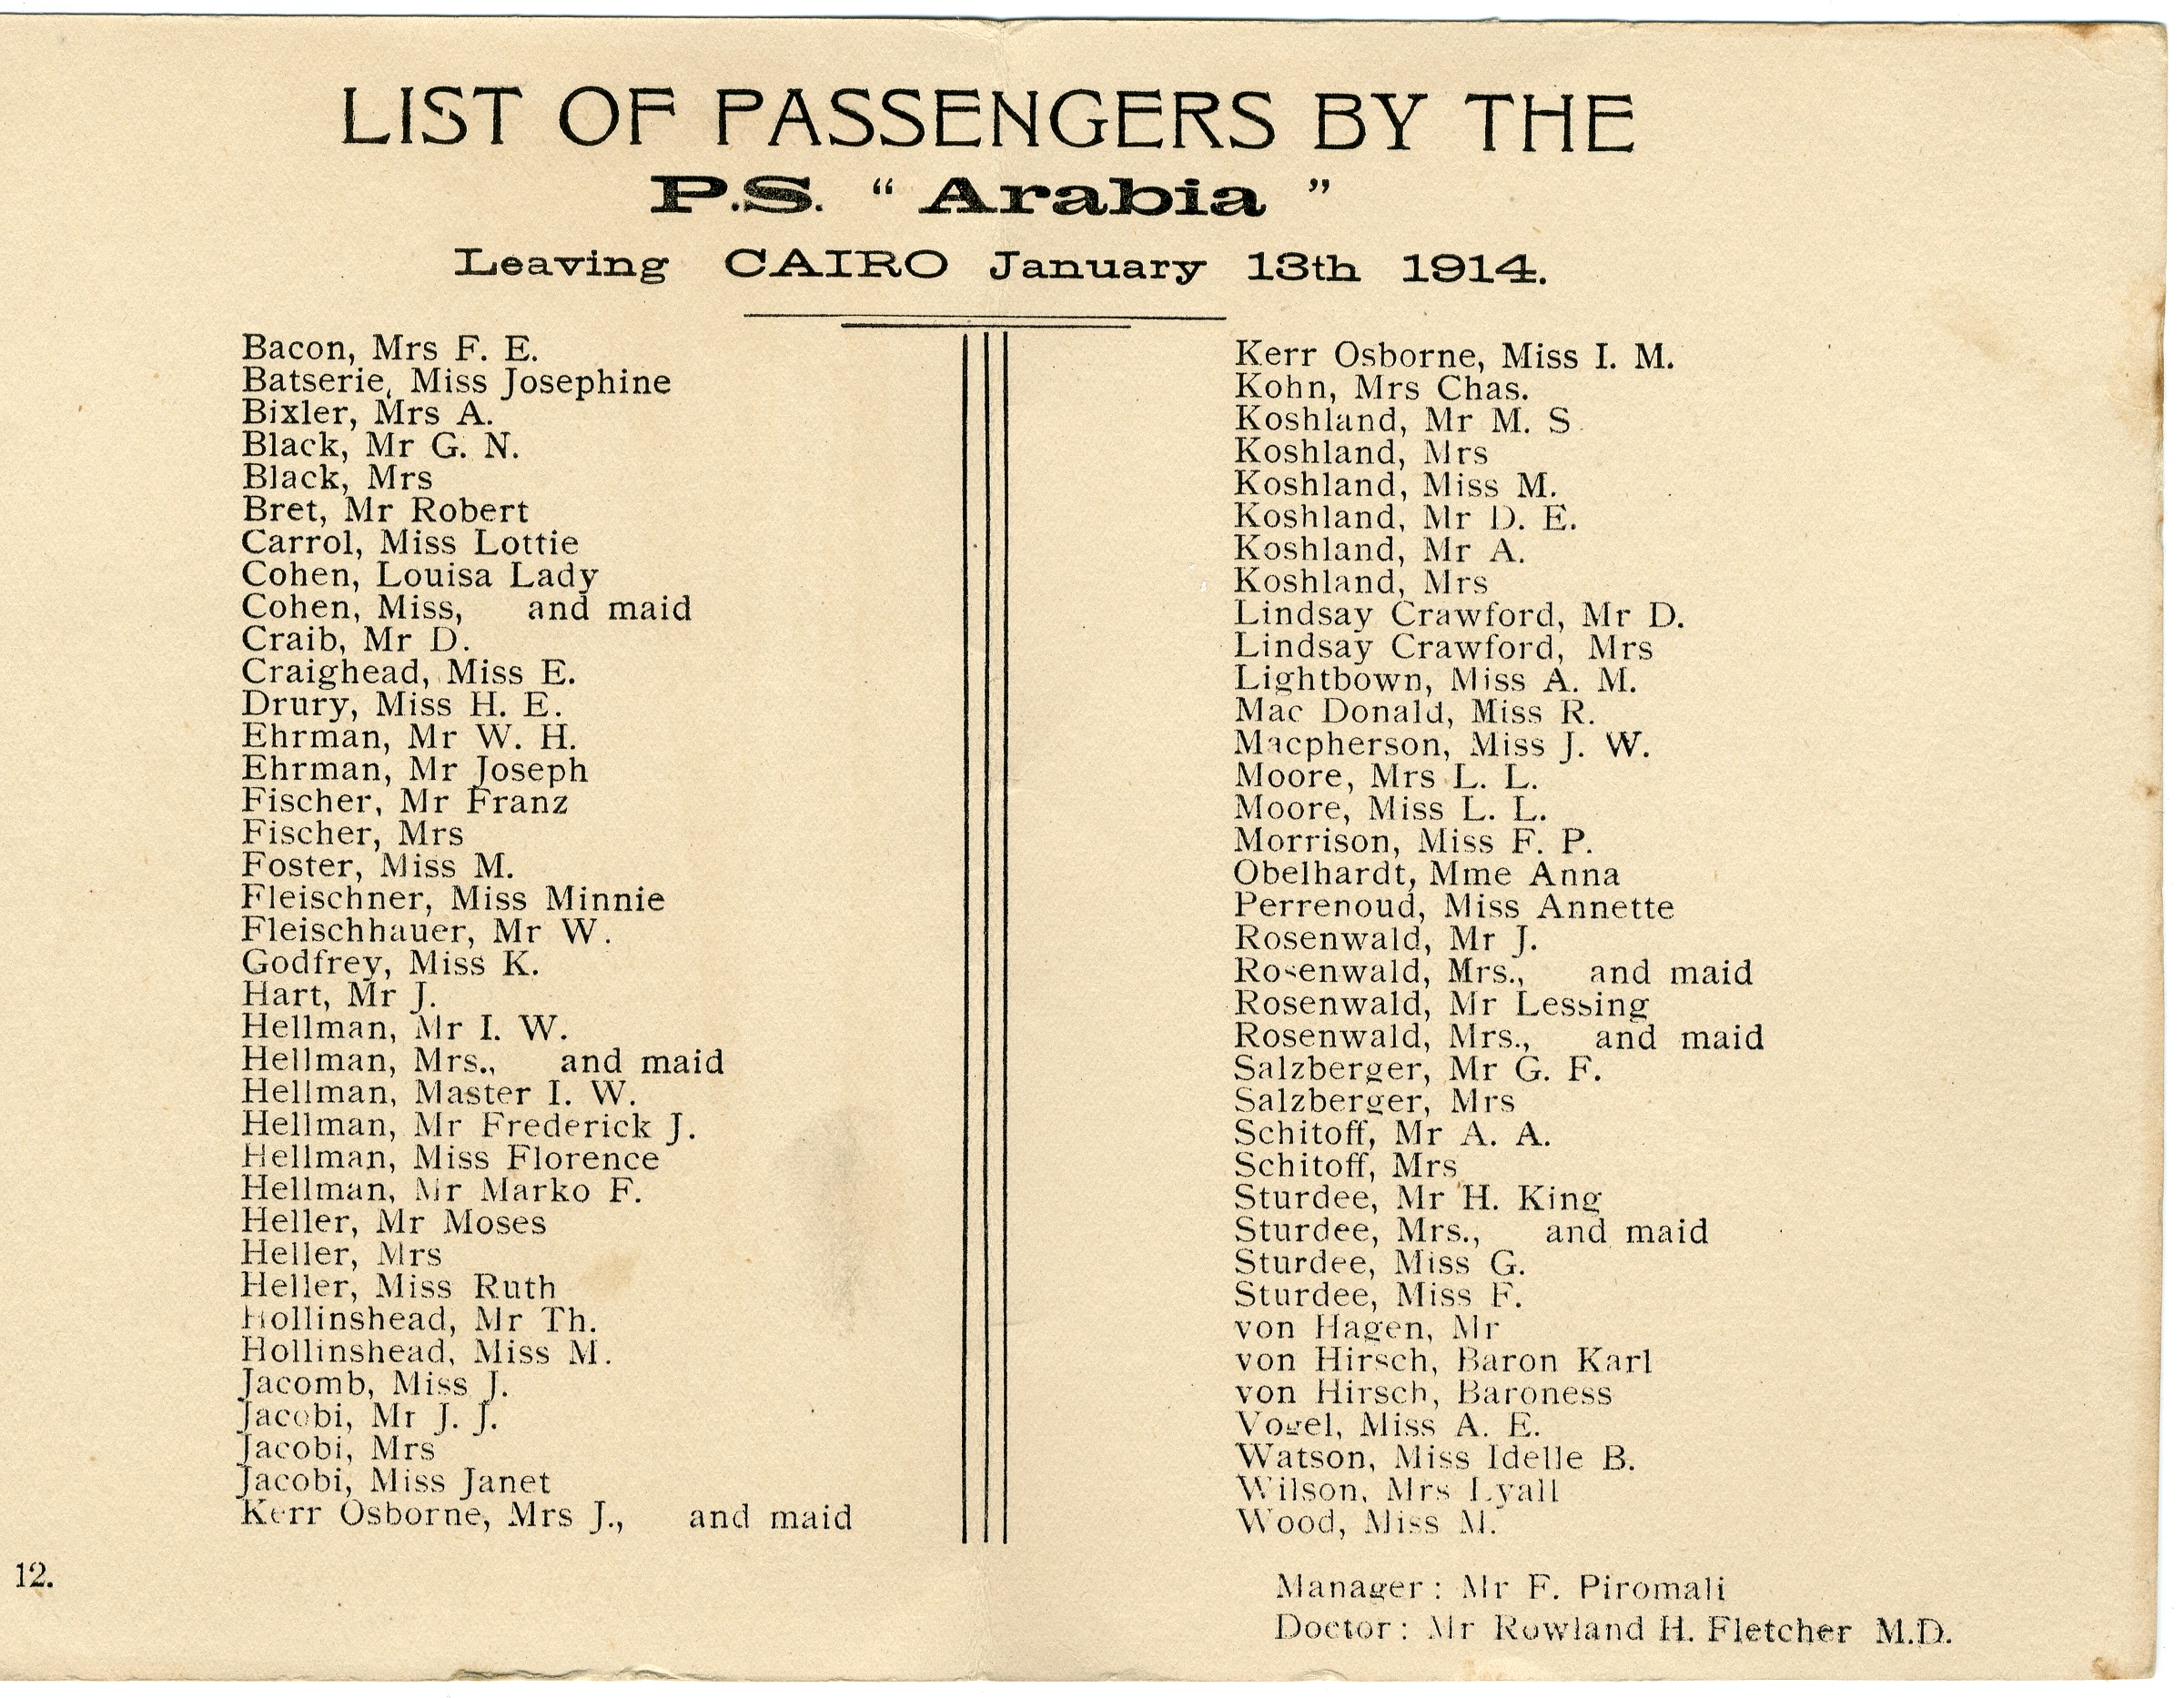 LIST OF PASSENGERS BY THE
P.S. “ Arabia ”
Leaving CAIRO January 13th 1914.
Bacon, Mrs F. E.
Batserie, Miss Josephine
Bixler, Mrs A.
Black, Mr G. N.
Black, Mrs
Bret, Mr Robert
Carrol, Miss Lottie
Cohen, Louisa Lady
Cohen, Miss, and maid
Craib, Mr D.
Craighead, Miss E.
Drury, Miss H. E.
Ehrman, Mr W. H.
Ehrman, Mr Joseph
Fischer, Mr Franz
Fischer, Mrs
Foster, Miss M.
Fleischner, Miss Minnie
Fleischhauer, Mr W.
Godfrey, Miss K.
Hart, Mr J.
Hellman, Mr I. W.
Hellman, Mrs., and maid
Hellman, Master I. W.
Hellman, Mr Frederick J.
Hellman, Miss Florence
Hellman, Mr Marko F.
Heller, Mr Moses
Heller, Mrs
Heller, Miss Ruth
Hollinshead, Mr Th.
Hollinshead, Miss M.
Jacomb, Miss J.
Jacobi, Mr J. J.
Jacobi, Mrs
Jacobi, Miss Janet
Kerr Osborne, Mrs J., and maid
Kerr Osborne, Miss I. M.
Kohn, Mrs Chas.
Koshland, Mr M. S.
Koshland, Mrs
Koshland, Miss M.
Koshland, Mr D. E.
Koshland, Mr A.
Koshland, Mrs
Lindsay Crawford, Mr D.
Lindsay Crawford, Mrs
Lightbown, Miss A. M.
Mac Donald, Miss R.
Macpherson, Miss J. W.
Moore, Mrs L. L.
Moore, Miss L. L.
Morrison, Miss F. P.
Obelhardt, Mme Anna
Perrenoud, Miss Annette
Rosenwald, Mr J.
Rosenwald, Mrs., and maid
Rosenwald, Mr Lessing
Rosenwald, Mrs., and maid
Salzberger, Mr G. F.
Salzberger, Mrs
Schitoff, Mr A. A.
Schitoff, Mrs
Sturdee, Mr H. King
Sturdee, Mrs., and maid
Sturdee, Miss G.
Sturdee, Miss F.
von Hagen, Mr
von Hirsch, Baron Karl
von Hirsch, Baroness
Vogel, Miss A. E.
Watson, Miss Idelle B.
Wilson, Mrs Lyall
Wood, Miss M.
12.
Manager: Mr F. Piromali
Doctor: Mr Rowland H. Fletcher M.D.